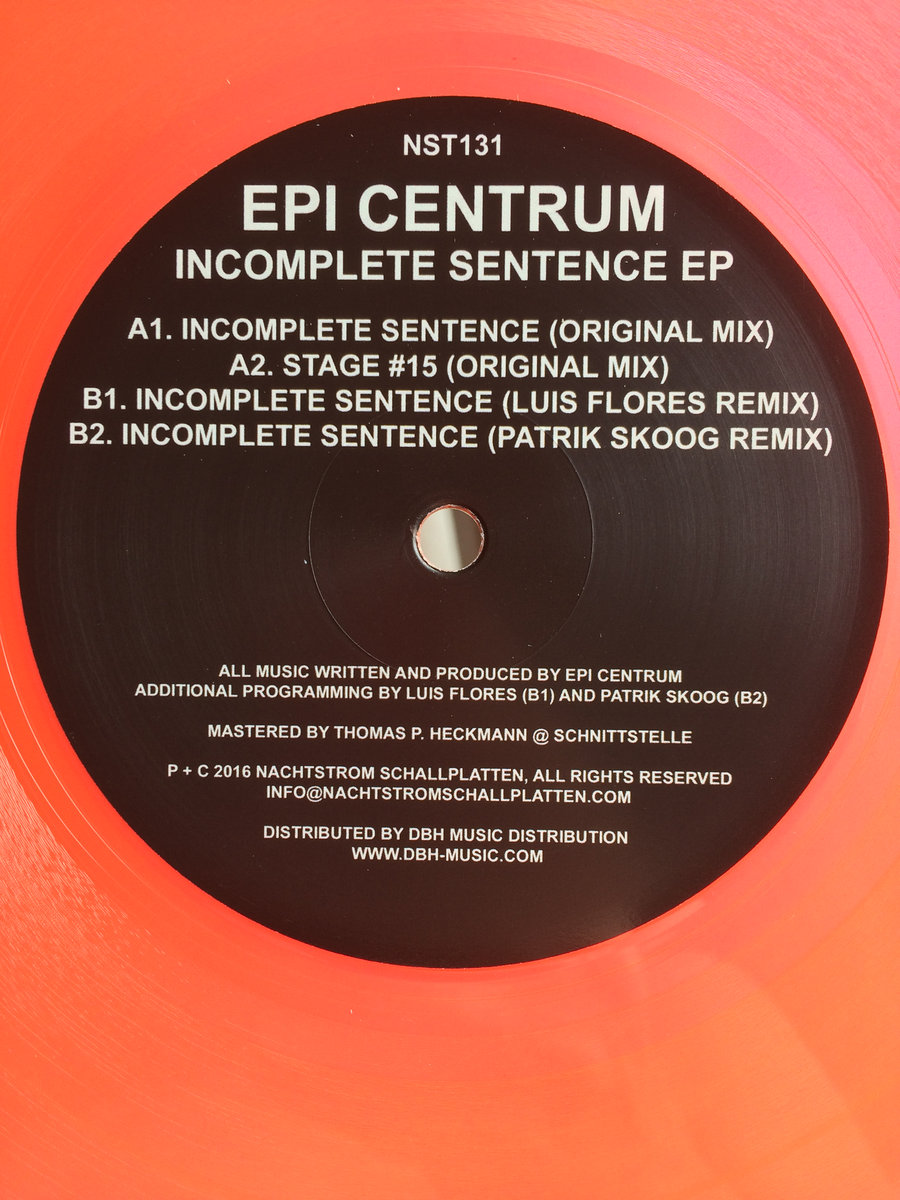 NST131
EPI CENTRUM
INCOMPLETE SENTENCE EP
A1. INCOMPLETE SENTENCE (ORIGINAL MIX)
A2. STAGE #15 (ORIGINAL MIX)
B1. INCOMPLETE SENTENCE (LUIS FLORES REMIX)
B2. INCOMPLETE SENTENCE (PATRIK SKOOG REMIX)
ALL MUSIC WRITTEN AND PRODUCED BY EPI CENTRUM
ADDITIONAL PROGRAMMING BY LUIS FLORES (B1) AND PATRIK SKOOG (B2)
MASTERED BY THOMAS P. HECKMANN @ SCHNITTSTELLE
P + C 2016 NACHTSTROM SCHALLPLATTEN, ALL RIGHTS RESERVED
INFO@NACHTSTROMSCHALLPLATTEN.COM
DISTRIBUTED BY DBH MUSIC DISTRIBUTION
WWW.DBH-MUSIC.COM